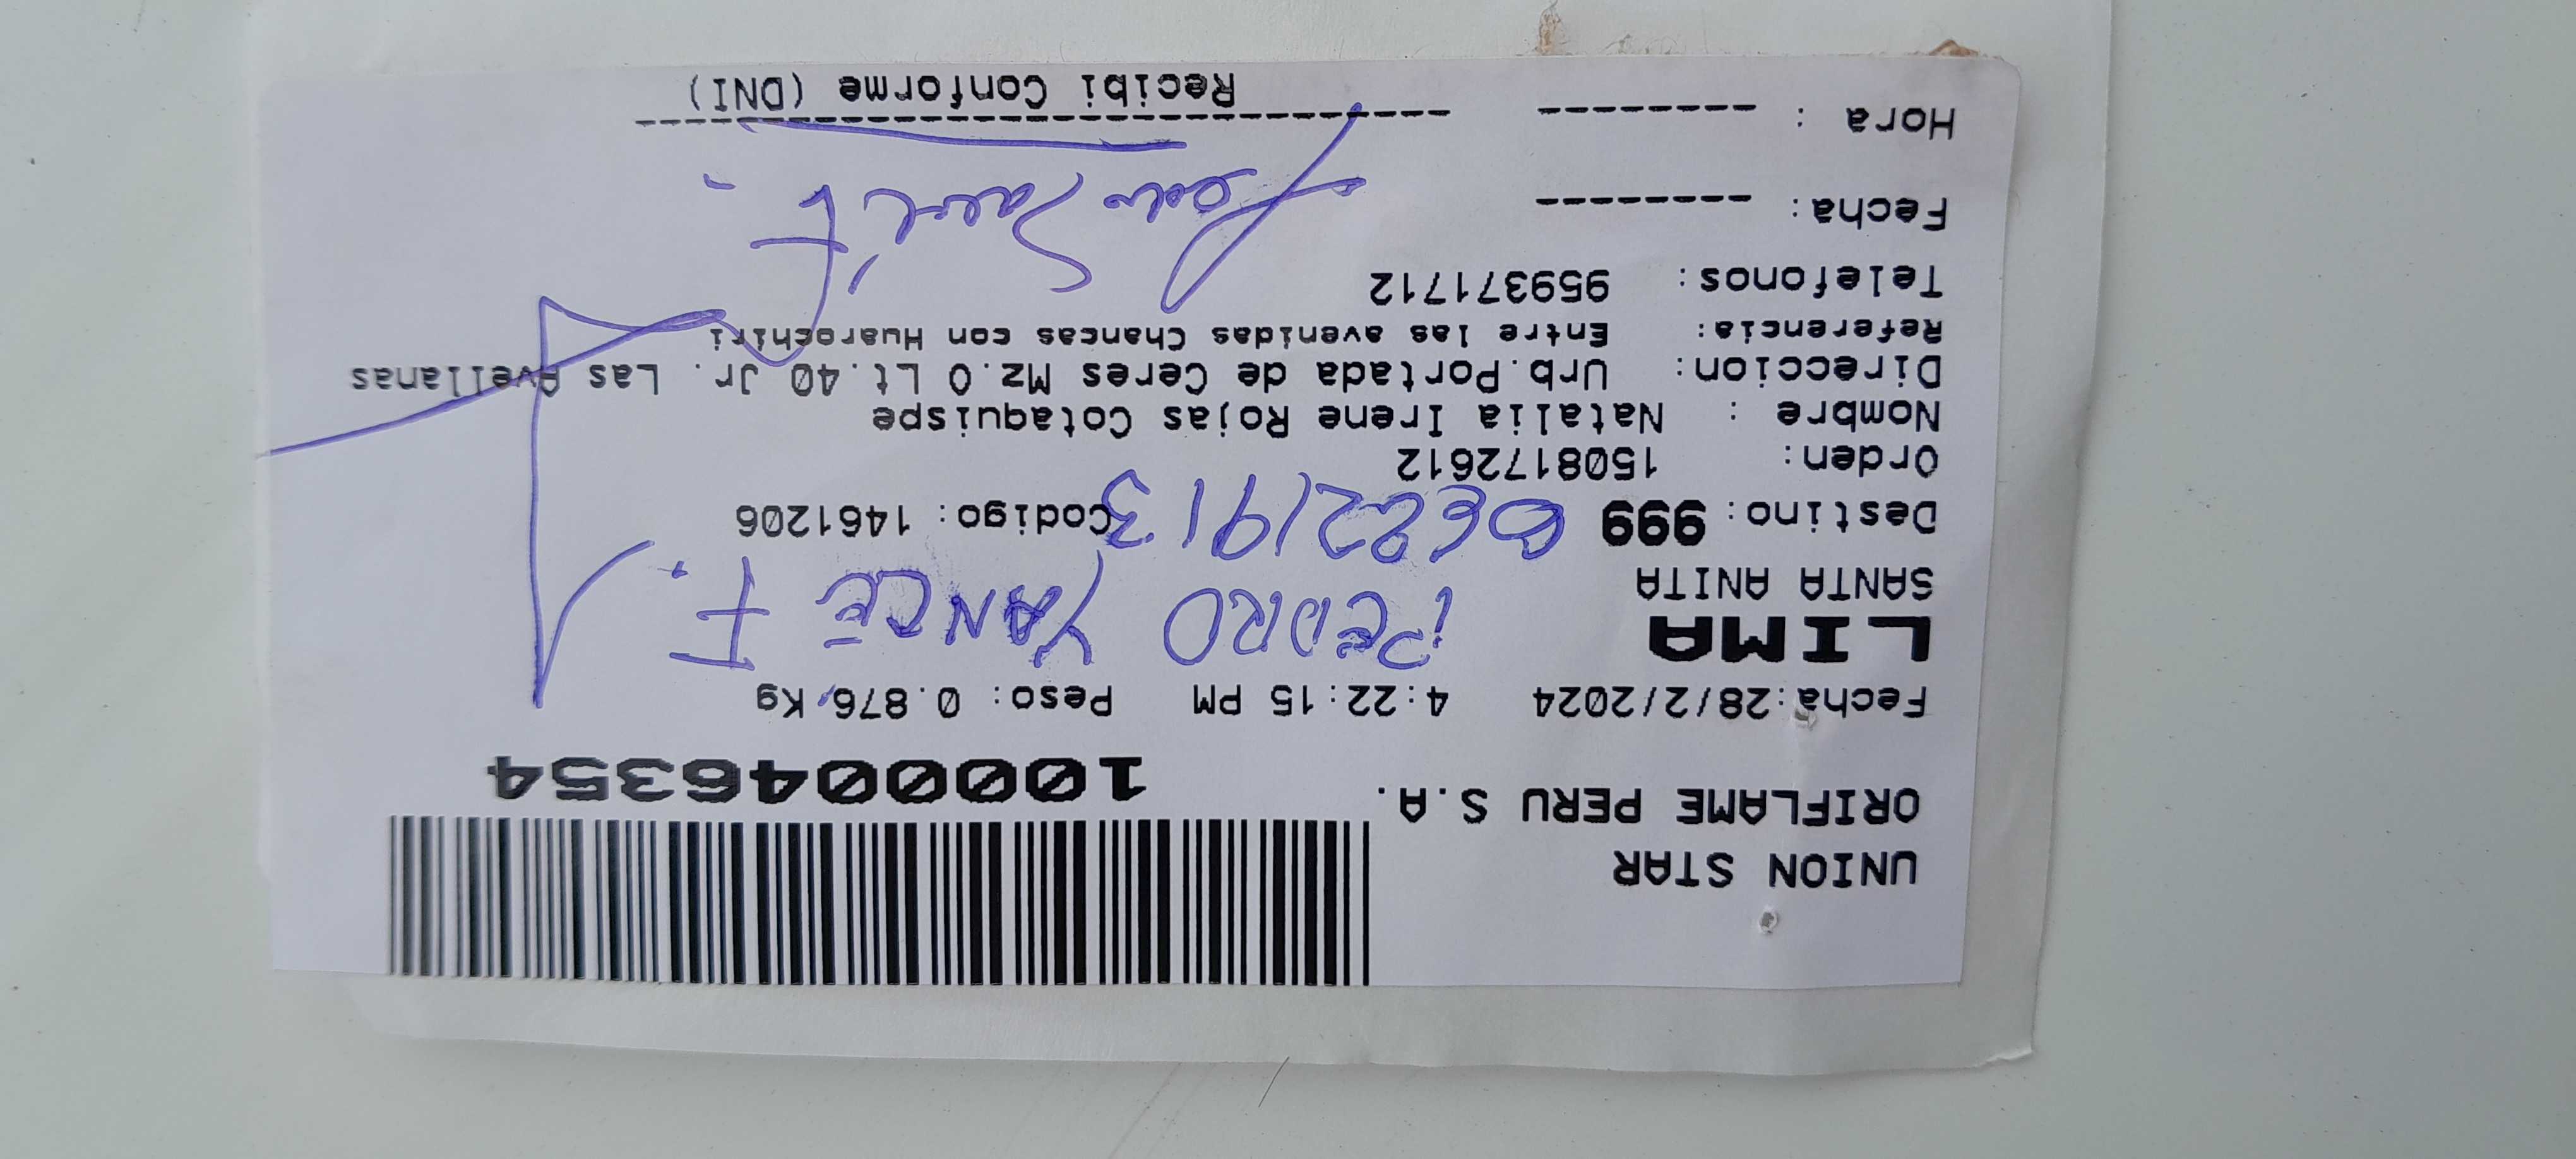 UNION STAR
ORIFLAME PERU S.A.
10000046354
Fecha:28/2/2024 4:22:15 PM Peso: 0.876 Kg
LIMA PEDRO YANCE F.
SANTA ANITA
Destino: 999 Codigo: 1461206
Orden: 1508172612
Nombre : Natalia Irene Rojas Cotaquispe
Direccion: Urb.Portada de Ceres Mz.O Lt.40 Jr. Las Avellanas
Referencia: Entre las avenidas Chancas con Huarochiri
Telefonos: 959371712
Fecha: --------
Hora : --------
Recibi Conforme (DNI)